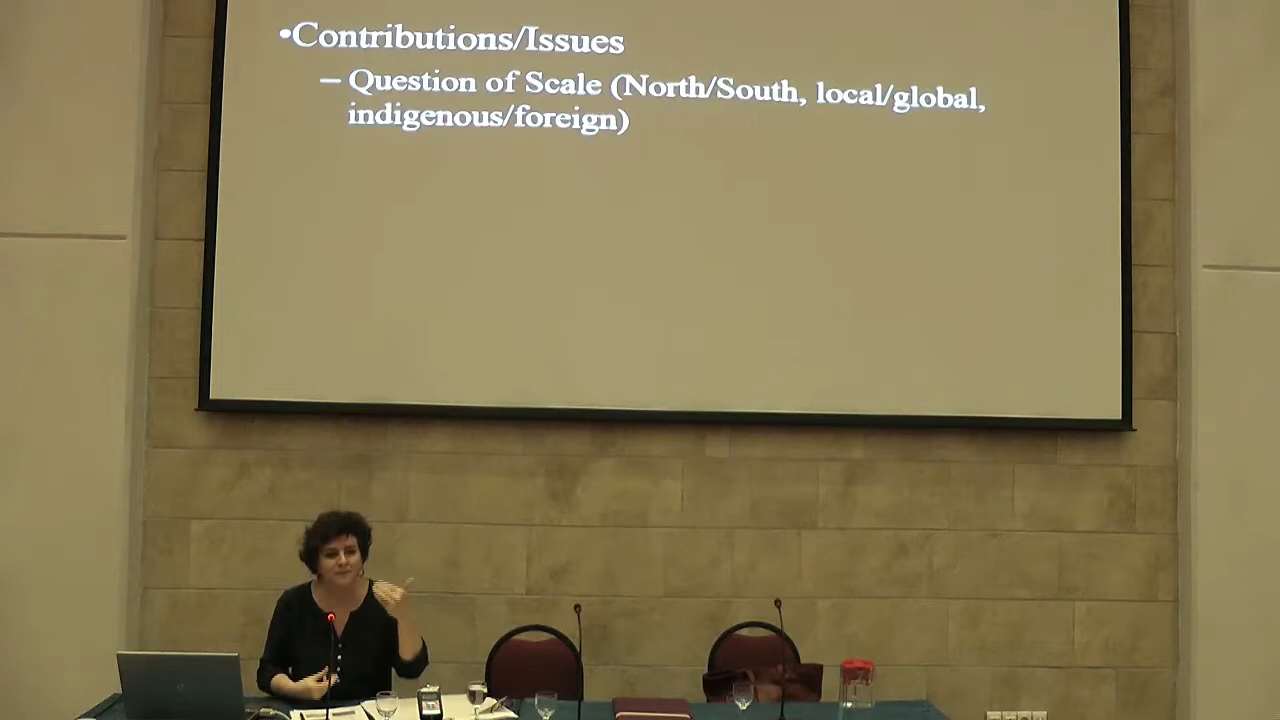 •Contributions/Issues
– Question of Scale (North/South, local/global,
indigenous/foreign)